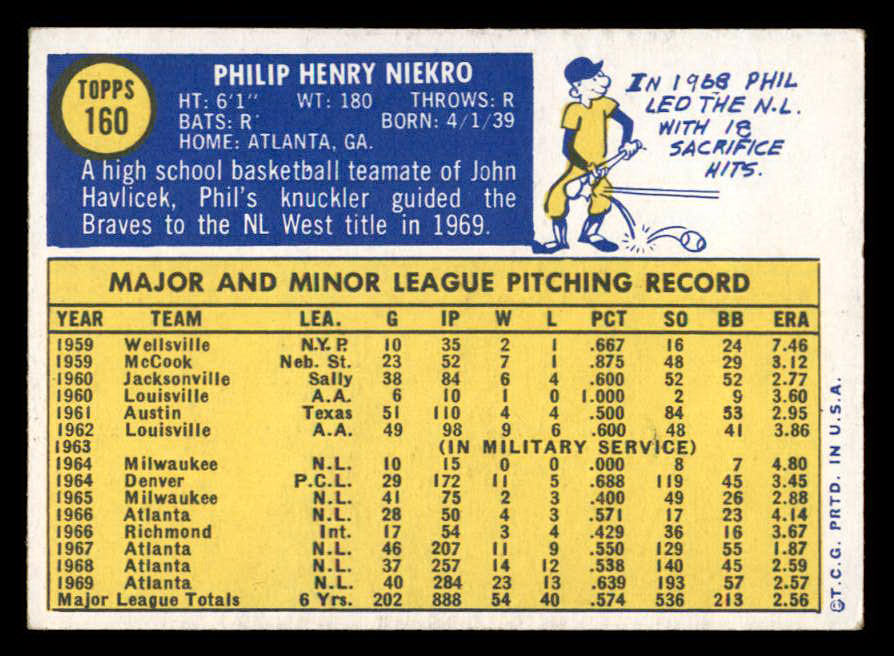 TOPPS
160
PHILIP HENRY NIEKRO
HT: 6'1" WT: 180 THROWS: R
BATS: R BORN: 4/1/39
HOME: ATLANTA, GA.
A high school basketball teamate of John
Havlicek, Phil's knuckler guided the
Braves to the NL West title in 1969.
IN 1968 PHIL
LED THE N.L.
WITH 18
SACRIFICE
HITS.
MAJOR AND MINOR LEAGUE PITCHING RECORD
YEAR TEAM LEA. G IP W L PCT SO BB ERA
1959 Wellsville N.Y.P. 10 35 2 1 .667 16 24 7.46
1959 McCook Neb. St. 23 52 7 1 .875 48 29 3.12
1960 Jacksonville Sally 38 84 6 4 .600 52 52 2.77
1960 Louisville A.A. 6 10 1 0 1.000 2 9 3.60
1961 Austin Texas 51 110 4 4 .500 84 53 2.95
1962 Louisville A.A. 49 98 9 6 .600 48 41 3.86
1963 (IN MILITARY SERVICE)
1964 Milwaukee N.L. 10 15 0 0 .000 8 7 4.80
1964 Denver P.C.L. 29 172 11 5 .688 119 45 3.45
1965 Milwaukee N.L. 41 75 2 3 .400 49 26 2.88
1966 Atlanta N.L. 28 50 4 3 .571 17 23 4.14
1966 Richmond Int. 17 54 3 4 .429 36 16 3.67
1967 Atlanta N.L. 46 207 11 9 .550 129 55 1.87
1968 Atlanta N.L. 37 257 14 12 .538 140 45 2.59
1969 Atlanta N.L. 40 284 23 13 .639 193 57 2.57
Major League Totals 6 Yrs. 202 888 54 40 .574 536 213 2.56
©T.C.G. PRTD. IN U.S.A.